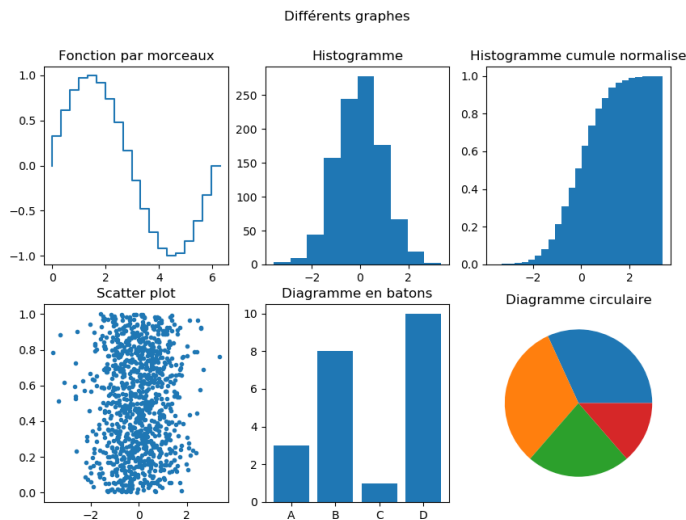 Différents graphes
Fonction par morceaux
1.0
0.5
0.0
−0.5
−1.0
0 2 4 6
Histogramme
250
200
150
100
50
0
−2 0 2
Histogramme cumule normalise
1.0
0.8
0.6
0.4
0.2
0.0
−2 0 2
Scatter plot
1.0
0.8
0.6
0.4
0.2
0.0
−2 0 2
Diagramme en batons
10
8
6
4
2
0
A B C D
Diagramme circulaire